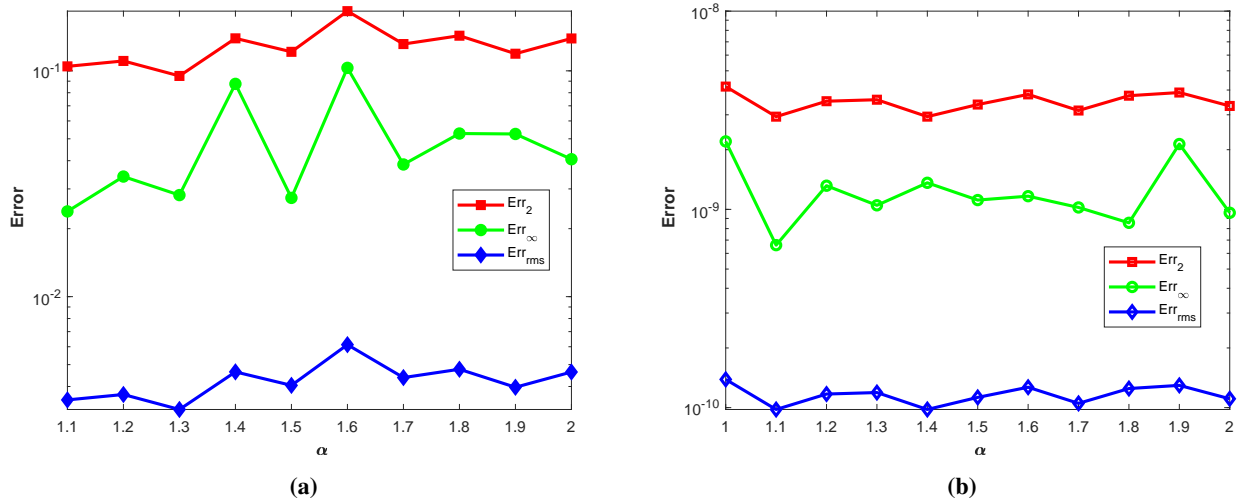 10^-1
10^-2
Error
1.1 1.2 1.3 1.4 1.5 1.6 1.7 1.8 1.9 2
α
Err_2
Err_∞
Err_rms
(a)
10^-8
10^-9
10^-10
Error
1 1.1 1.2 1.3 1.4 1.5 1.6 1.7 1.8 1.9 2
α
Err_2
Err_∞
Err_rms
(b)